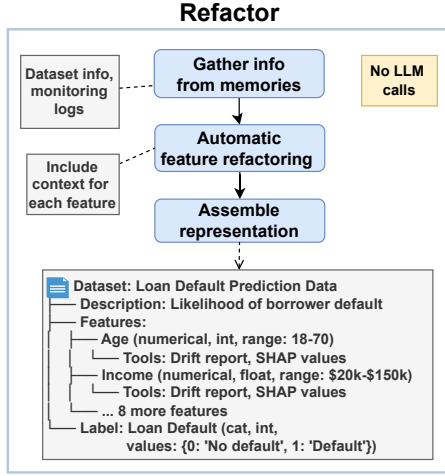 Refactor
Dataset info,
monitoring
logs
Gather info
from memories
No LLM
calls
Include
context for
each feature
Automatic
feature refactoring
Assemble
representation
Dataset: Loan Default Prediction Data
Description: Likelihood of borrower default
Features:
Age (numerical, int, range: 18-70)
Tools: Drift report, SHAP values
Income (numerical, float, range: $20k-$150k)
Tools: Drift report, SHAP values
... 8 more features
Label: Loan Default (cat, int,
values: {0: 'No default', 1: 'Default'})